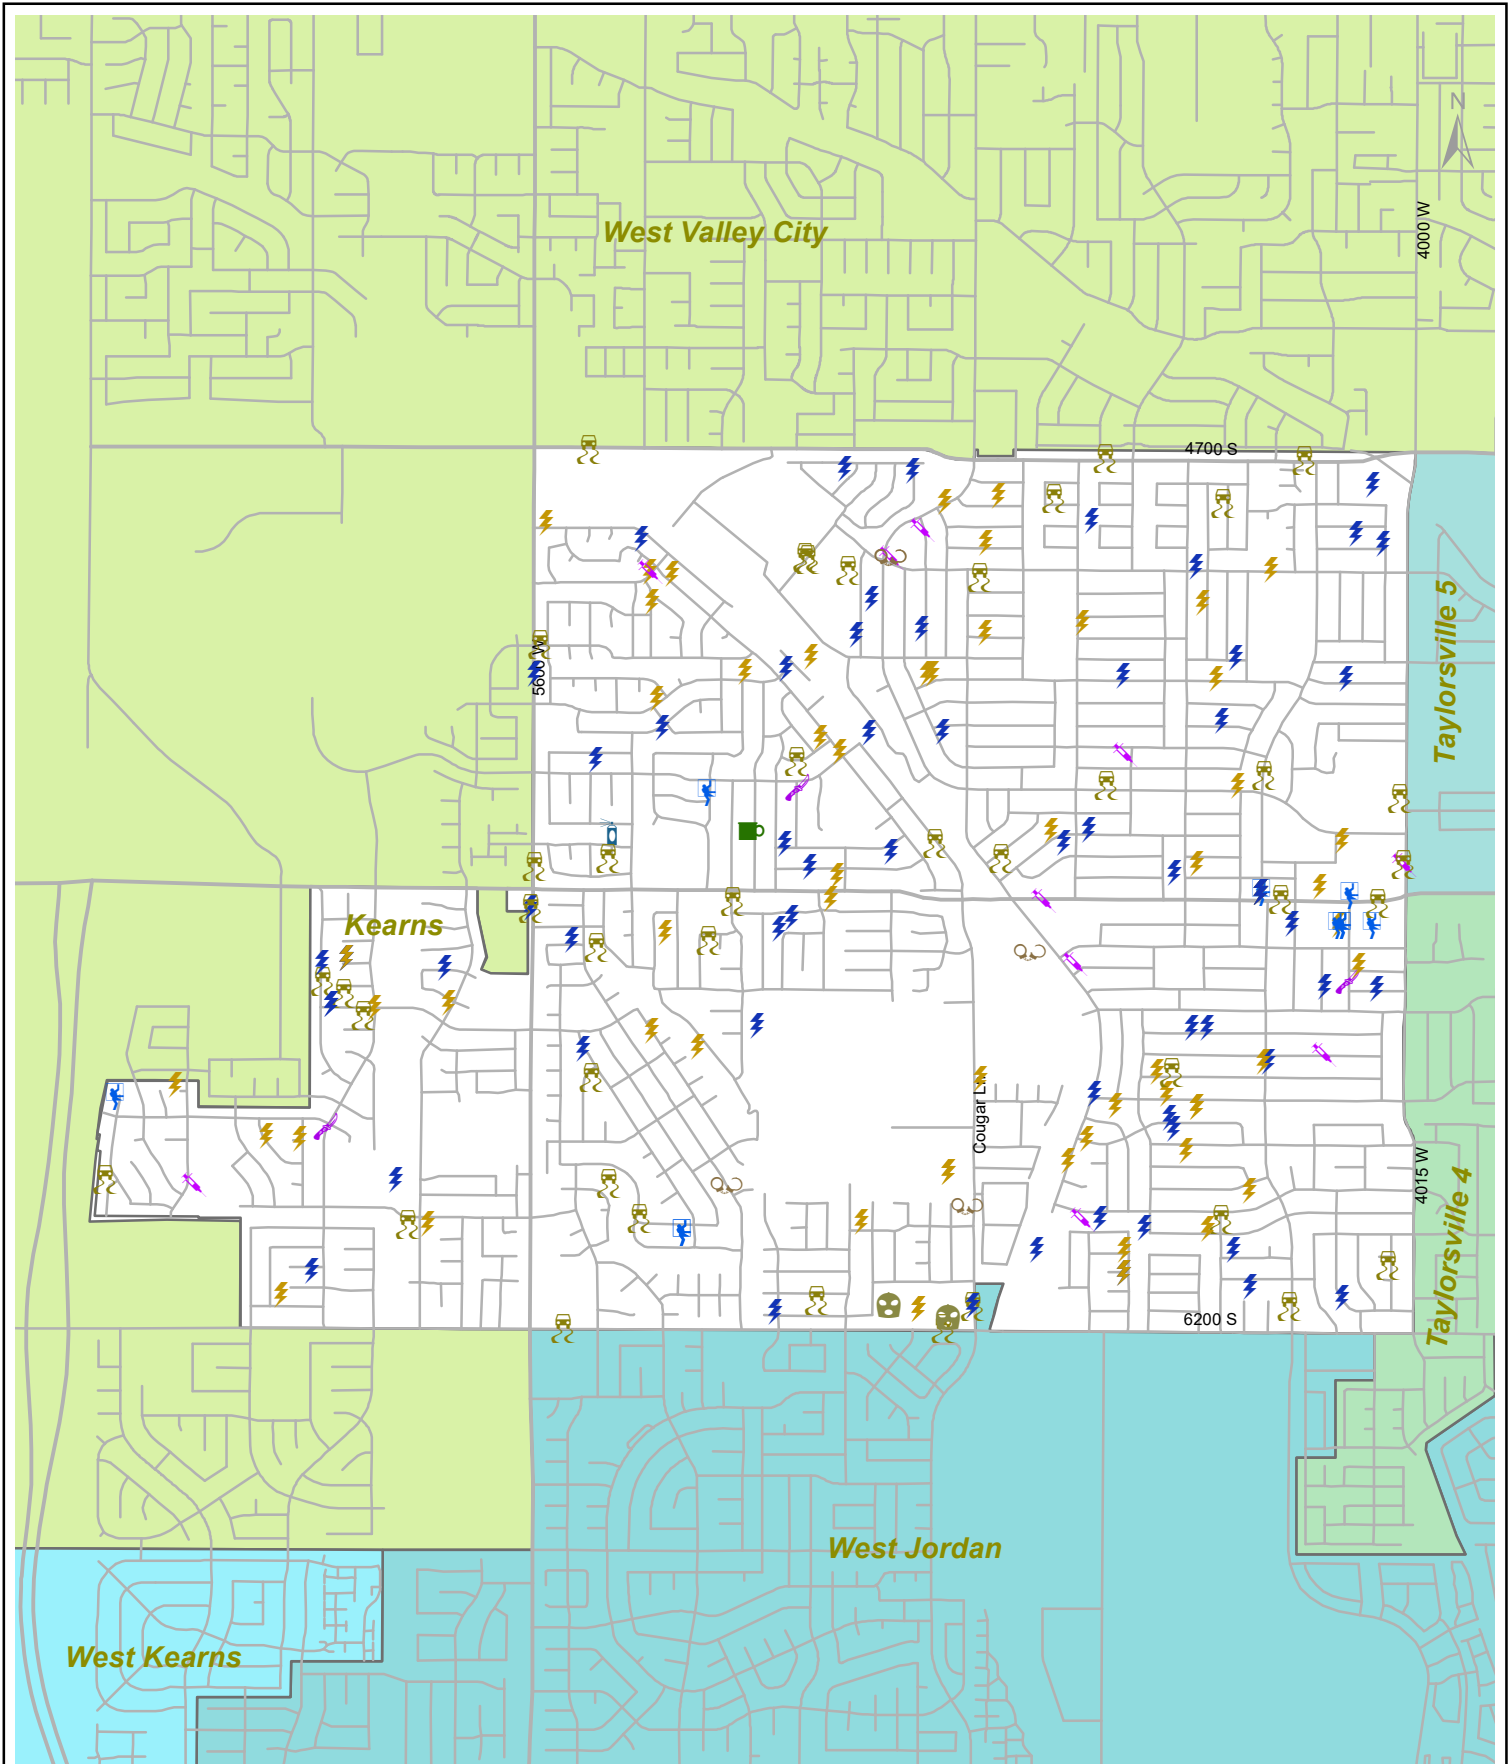 N
4000 W
West Valley City
4700 S
Taylorsville 5
5600 W
Kearns
Cougar Ln
4015 W
Taylorsville 4
6200 S
West Jordan
West Kearns